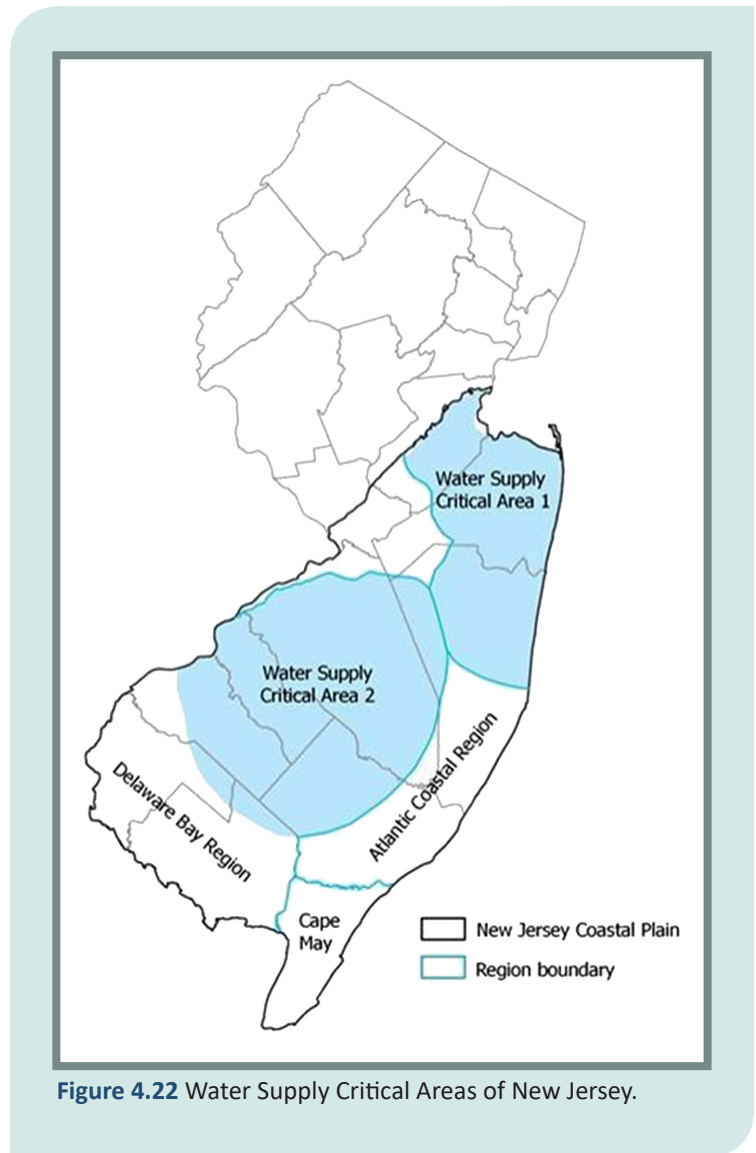 Water Supply
Critical Area 1
Water Supply
Critical Area 2
Delaware Bay Region
Atlantic Coastal Region
Cape
May
New Jersey Coastal Plain
Region boundary
Figure 4.22 Water Supply Critical Areas of New Jersey.